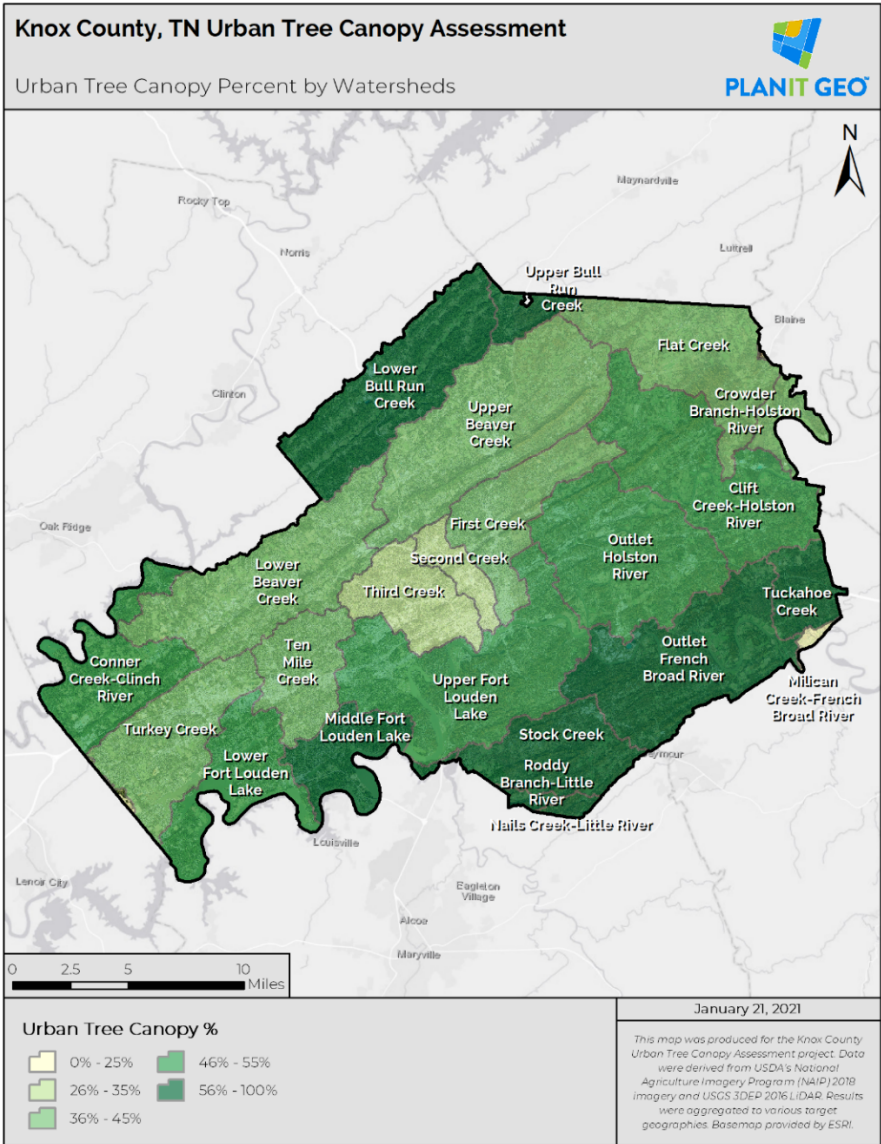 Knox County, TN Urban Tree Canopy Assessment
Urban Tree Canopy Percent by Watersheds
PLANIT GEO™
N
Maynardville
Rocky Top
Luttrell
Norris
Upper Bull
Run
Creek
Blaine
Flat Creek
Lower
Bull Run
Creek
Clinton
Crowder
Branch-Holston
River
Upper
Beaver
Creek
Clift
Creek-Holston
River
Oak Ridge
First Creek
Outlet
Holston
River
Second Creek
Lower
Beaver
Creek
Third Creek
Tuckahoe
Creek
Ten
Mile
Creek
Outlet
French
Broad River
Conner
Creek-Clinch
River
Upper Fort
Louden
Lake
Milican
Creek-French
Broad River
Turkey Creek
Middle Fort
Louden Lake
Stock Creek
Lower
Fort Louden
Lake
Roddy
Branch-Little
River
Nails Creek-Little River
Louisville
Lenoir City
Eagleton
Village
Alcoa
Maryville
0 2.5 5 10
Miles
Urban Tree Canopy %
0% - 25%
26% - 35%
36% - 45%
46% - 55%
56% - 100%
January 21, 2021
This map was produced for the Knox County
Urban Tree Canopy Assessment project. Data
were derived from USDA's National
Agriculture Imagery Program (NAIP) 2018
imagery and USGS 3DEP 2016 LiDAR. Results
were aggregated to various target
geographies. Basemap provided by ESRI.